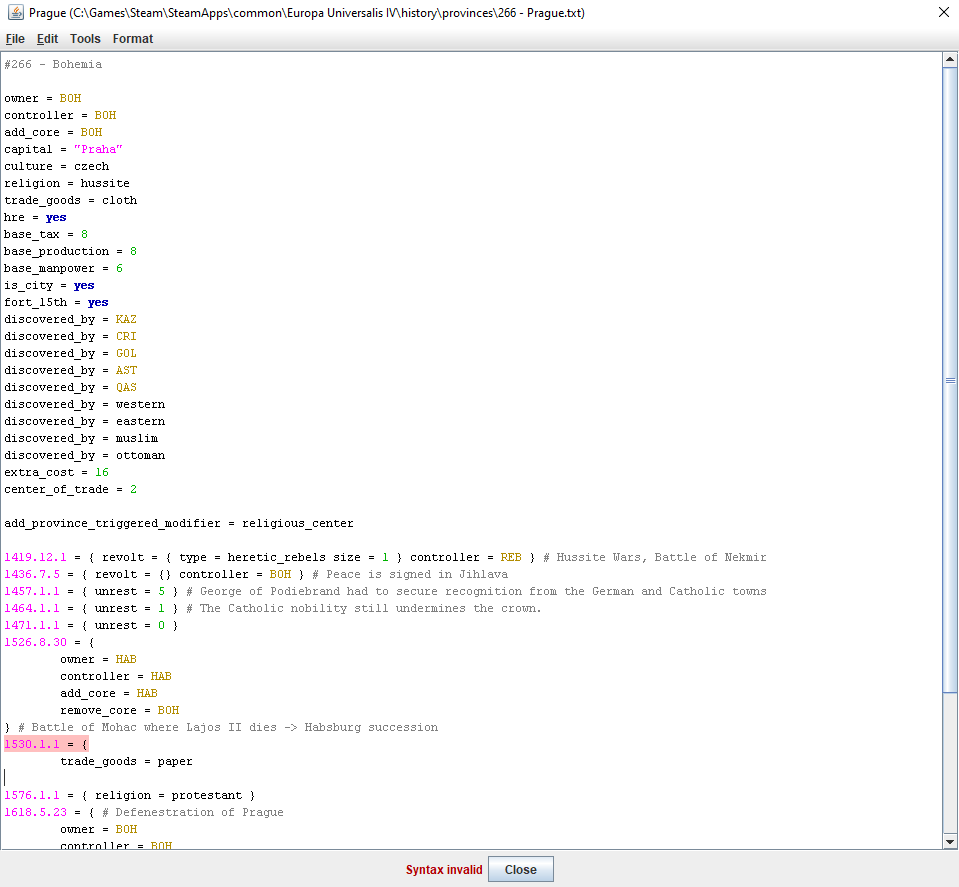 Prague (C:\Games\Steam\SteamApps\common\Europa Universalis IV\history\provinces\266 - Prague.txt)
File Edit Tools Format
#266 - Bohemia
owner = BOH
controller = BOH
add_core = BOH
capital = "Praha"
culture = czech
religion = hussite
trade_goods = cloth
hre = yes
base_tax = 8
base_production = 8
base_manpower = 6
is_city = yes
fort_15th = yes
discovered_by = KAZ
discovered_by = CRI
discovered_by = GOL
discovered_by = AST
discovered_by = QAS
discovered_by = western
discovered_by = eastern
discovered_by = muslim
discovered_by = ottoman
extra_cost = 16
center_of_trade = 2
add_province_triggered_modifier = religious_center
1419.12.1 = { revolt = { type = heretic_rebels size = 1 } controller = REB } # Hussite Wars, Battle of Nekmir
1436.7.5 = { revolt = {} controller = BOH } # Peace is signed in Jihlava
1457.1.1 = { unrest = 5 } # George of Podiebrand had to secure recognition from the German and Catholic towns
1464.1.1 = { unrest = 1 } # The Catholic nobility still undermines the crown.
1471.1.1 = { unrest = 0 }
1526.8.30 = {
owner = HAB
controller = HAB
add_core = HAB
remove_core = BOH
} # Battle of Mohac where Lajos II dies -> Habsburg succession
1530.1.1 = {
trade_goods = paper
1576.1.1 = { religion = protestant }
1618.5.23 = { # Defenestration of Prague
owner = BOH
controller = BOH
Syntax invalid Close